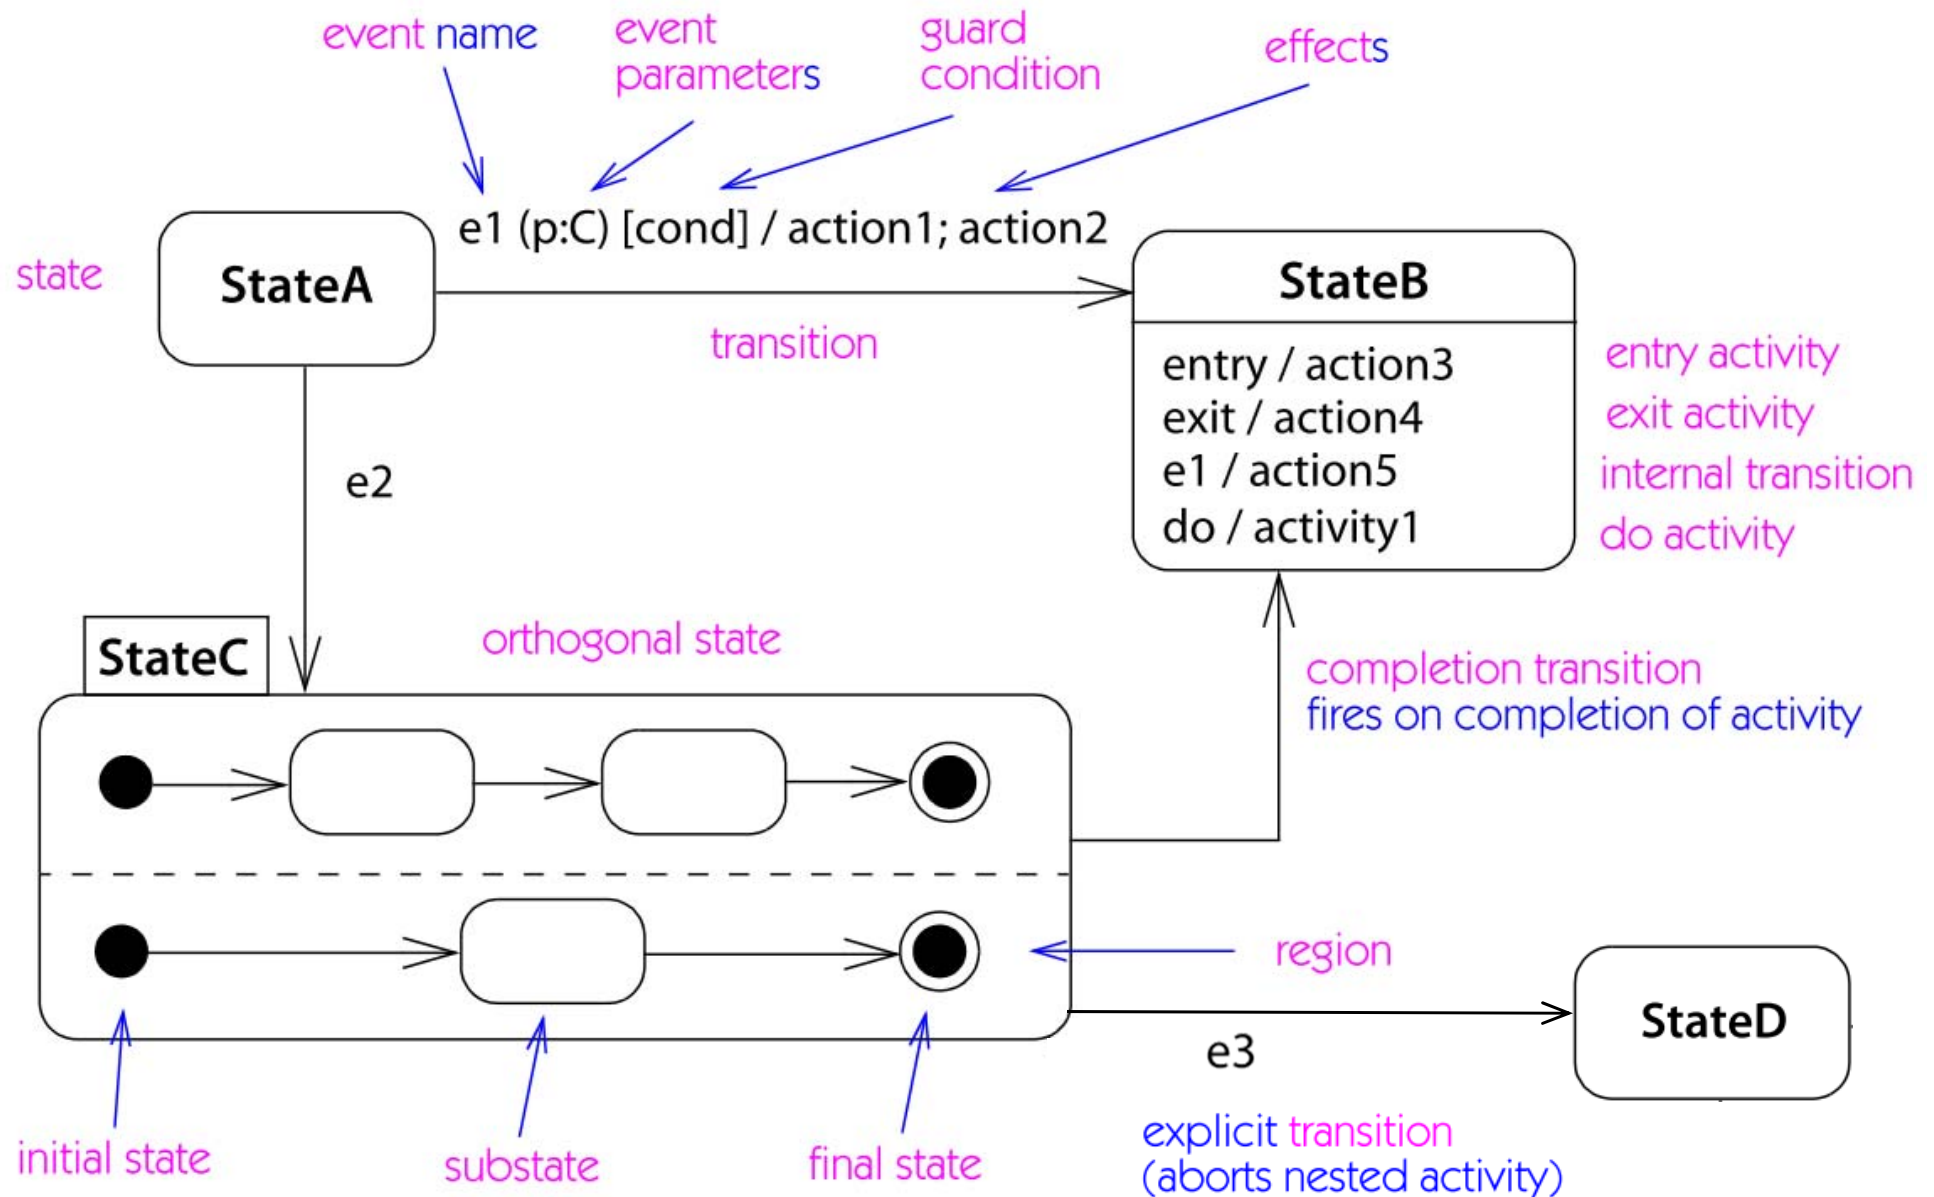 event name
event
parameters
guard
condition
effects
e1 (p:C) [cond] / action1; action2
state
StateA
transition
StateB
entry / action3
exit / action4
e1 / action5
do / activity1
entry activity
exit activity
internal transition
do activity
e2
StateC
orthogonal state
completion transition
fires on completion of activity
region
StateD
e3
explicit transition
(aborts nested activity)
initial state
substate
final state